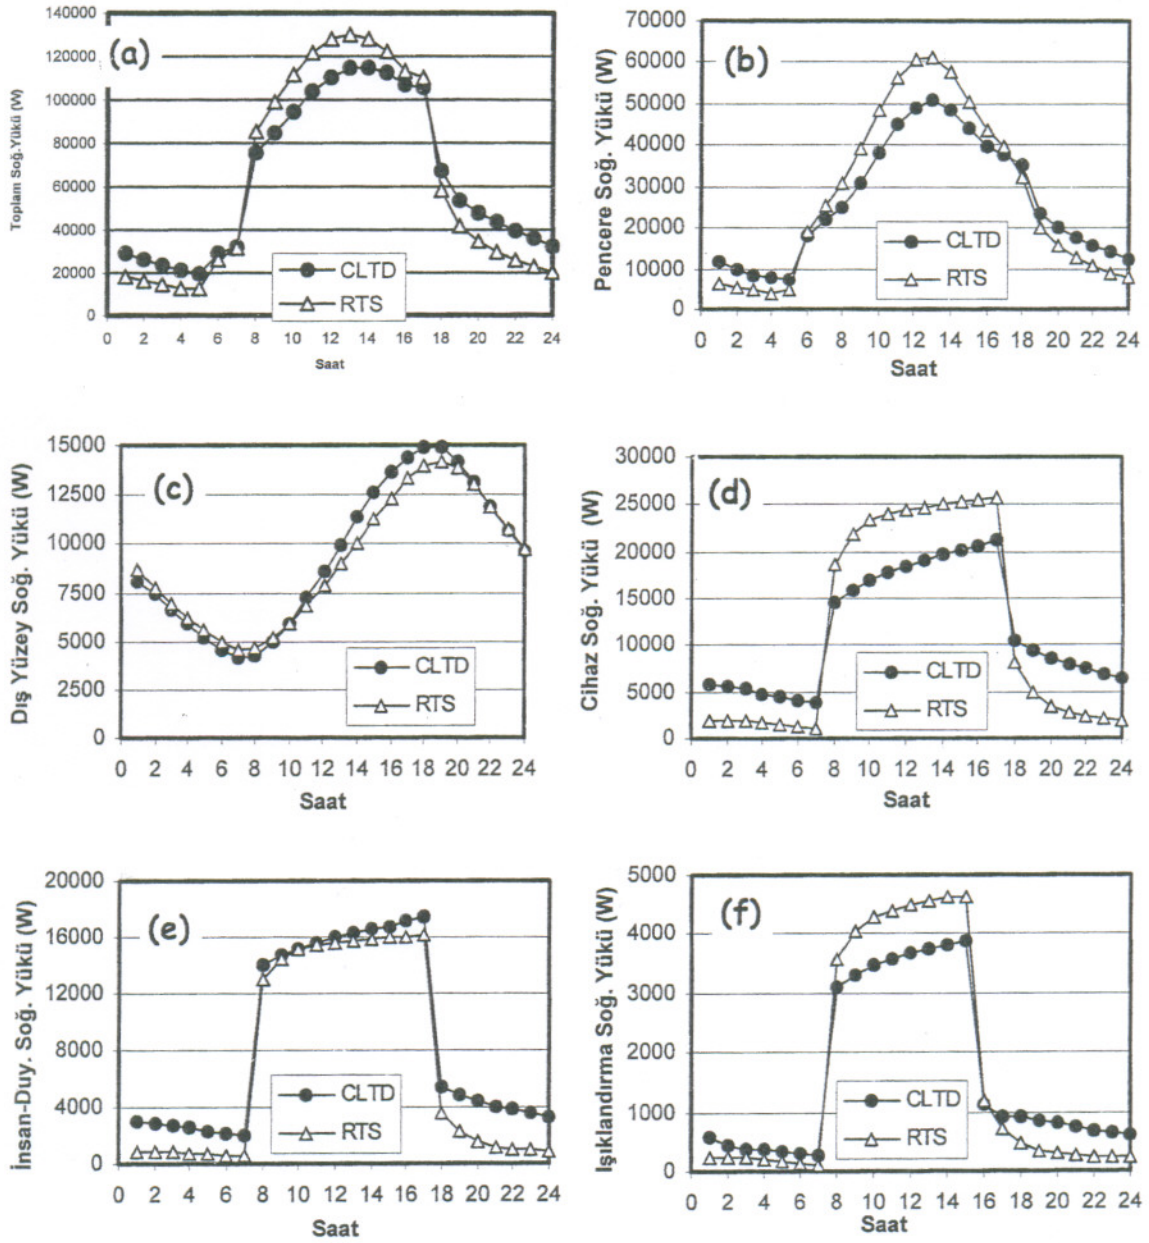 (a)
Toplam Soğ.Yükü (W)
140000
120000
100000
80000
60000
40000
20000
0
CLTD
RTS
0 2 4 6 8 10 12 14 16 18 20 22 24
Saat
(b)
Pencere Soğ. Yükü (W)
70000
60000
50000
40000
30000
20000
10000
0
CLTD
RTS
0 2 4 6 8 10 12 14 16 18 20 22 24
Saat
(c)
Dış Yüzey Soğ. Yükü (W)
15000
12500
10000
7500
5000
2500
0
CLTD
RTS
0 2 4 6 8 10 12 14 16 18 20 22 24
Saat
(d)
Cihaz Soğ. Yükü (W)
30000
25000
20000
15000
10000
5000
0
CLTD
RTS
0 2 4 6 8 10 12 14 16 18 20 22 24
Saat
(e)
İnsan-Duy. Soğ. Yükü (W)
20000
16000
12000
8000
4000
0
CLTD
RTS
0 2 4 6 8 10 12 14 16 18 20 22 24
Saat
(f)
Işıklandırma Soğ. Yükü (W)
5000
4000
3000
2000
1000
0
CLTD
RTS
0 2 4 6 8 10 12 14 16 18 20 22 24
Saat